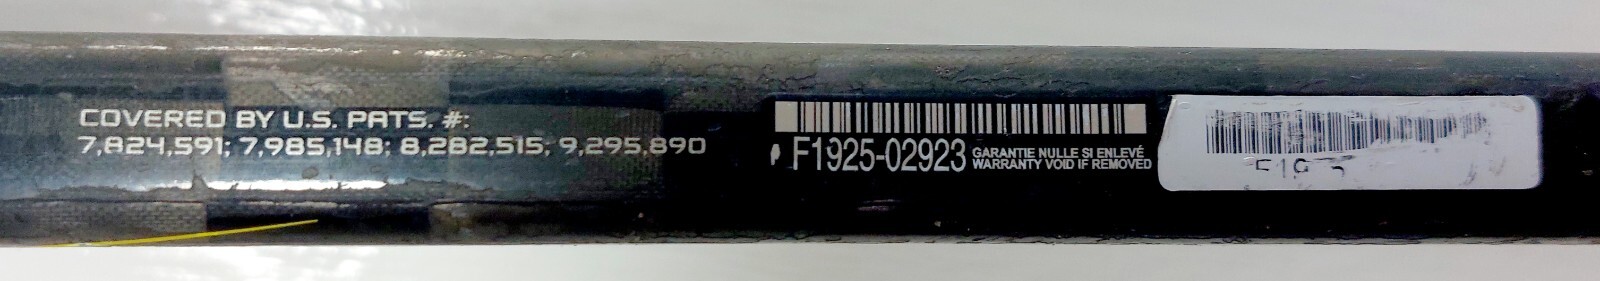 COVERED BY U.S. PATS. #:
7,824,591; 7,985,148; 8,282,515; 9,295,890
F1925-02923
GARANTIE NULLE SI ENLEVÉ
WARRANTY VOID IF REMOVED